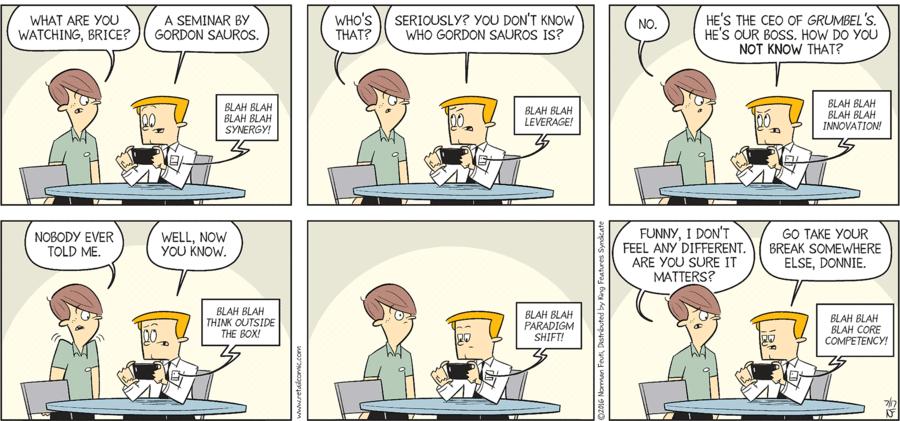 WHAT ARE YOU
WATCHING, BRICE?
A SEMINAR BY
GORDON SAUROS.
BLAH BLAH
BLAH BLAH
SYNERGY!
WHO'S
THAT?
SERIOUSLY? YOU DON'T KNOW
WHO GORDON SAUROS IS?
BLAH BLAH
LEVERAGE!
NO.
HE'S THE CEO OF GRUMBEL'S.
HE'S OUR BOSS. HOW DO YOU
NOT KNOW THAT?
BLAH BLAH
BLAH BLAH
INNOVATION!
NOBODY EVER
TOLD ME.
WELL, NOW
YOU KNOW.
BLAH BLAH
THINK OUTSIDE
THE BOX!
www.retailcomic.com
BLAH BLAH
PARADIGM
SHIFT!
©2016 Norman Feuti, Distributed by King Features Syndicate
FUNNY, I DON'T
FEEL ANY DIFFERENT.
ARE YOU SURE IT
MATTERS?
GO TAKE YOUR
BREAK SOMEWHERE
ELSE, DONNIE.
BLAH BLAH
BLAH CORE
COMPETENCY!
7/17
NF